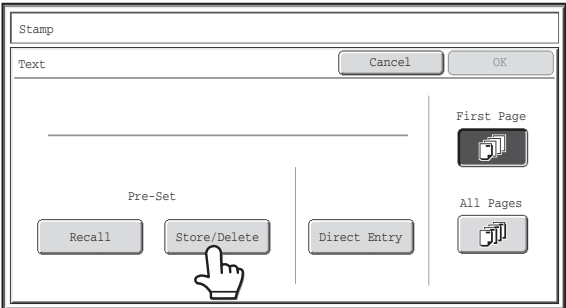 Stamp
Text
Cancel
OK
First Page
Pre-Set
All Pages
Recall
Store/Delete
Direct Entry